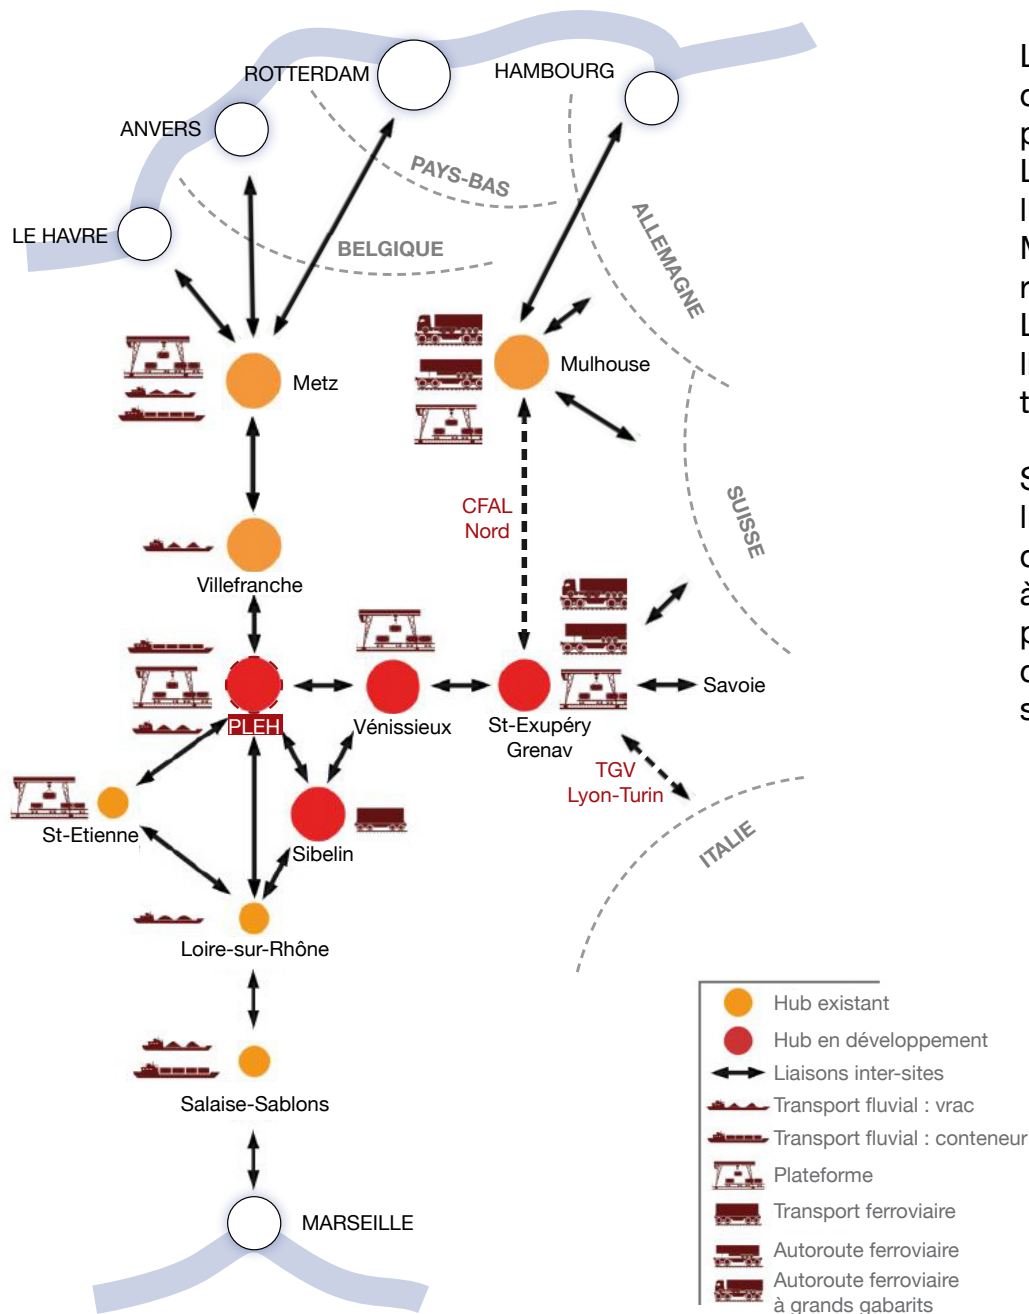 ROTTERDAM
HAMBOURG
ANVERS
PAYS-BAS
LE HAVRE
BELGIQUE
ALLEMAGNE
Metz
Mulhouse
CFAL
Nord
SUISSE
Villefranche
PLEH
Vénissieux
St-Exupéry
Grenav
Savoie
TGV
Lyon-Turin
St-Etienne
Sibelin
ITALIE
Loire-sur-Rhône
Salaise-Sablons
MARSEILLE
Hub existant
Hub en développement
Liaisons inter-sites
Transport fluvial : vrac
Transport fluvial : conteneur
Plateforme
Transport ferroviaire
Autoroute ferroviaire
Autoroute ferroviaire
à grands gabarits